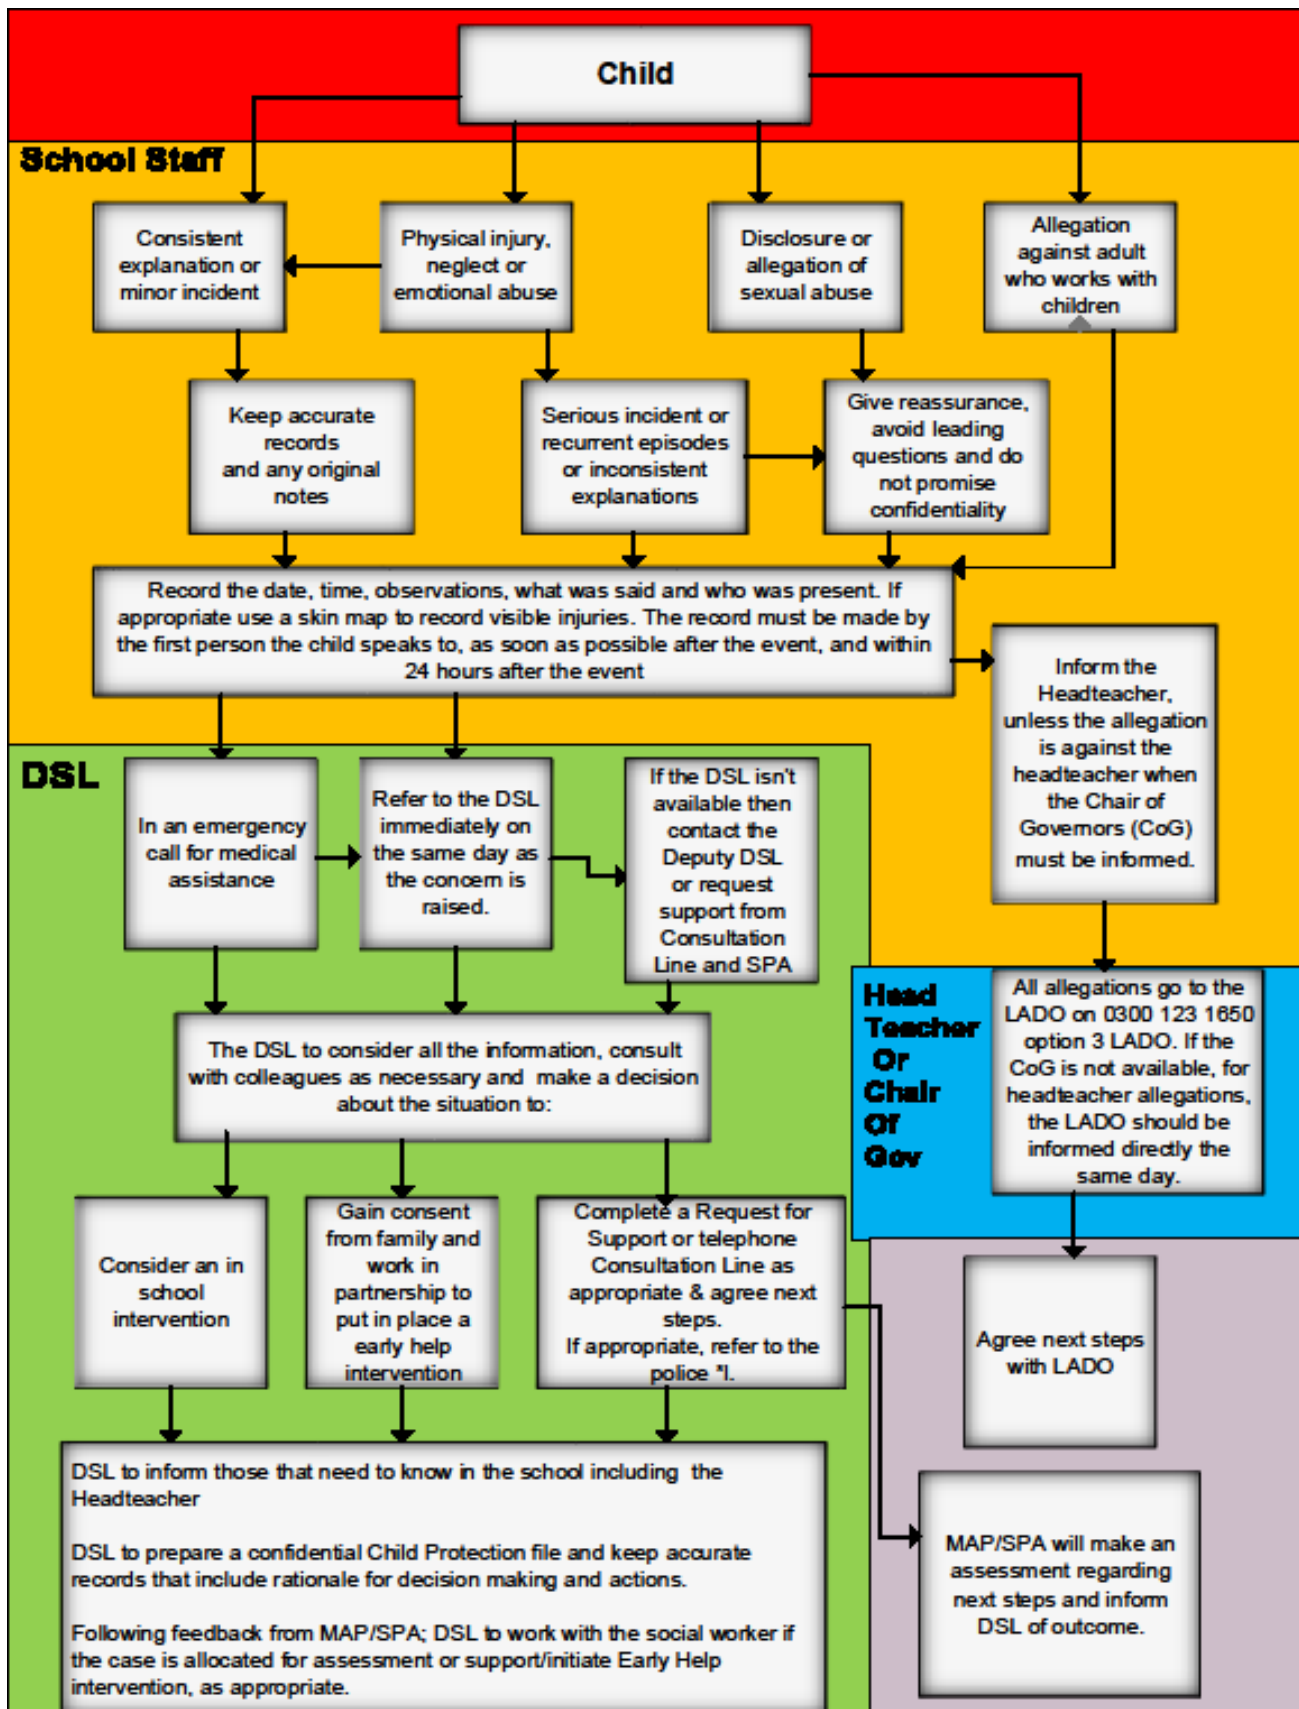 Child
School Staff
Consistent
explanation or
minor incident
Physical injury,
neglect or
emotional abuse
Disclosure or
allegation of
sexual abuse
Allegation
against adult
who works with
children
Keep accurate
records
and any original
notes
Serious incident or
recurrent episodes
or inconsistent
explanations
Give reassurance,
avoid leading
questions and do
not promise
confidentiality
Record the date, time, observations, what was said and who was present. If
appropriate use a skin map to record visible injuries. The record must be made by
the first person the child speaks to, as soon as possible after the event, and within
24 hours after the event
Inform the
Headteacher,
unless the allegation
is against the
headteacher when
the Chair of
Governors (CoG)
must be informed.
DSL
In an emergency
call for medical
assistance
Refer to the DSL
immediately on
the same day as
the concern is
raised.
If the DSL isn't
available then
contact the
Deputy DSL
or request
support from
Consultation
Line and SPA
Head
Teacher
Or
Chair
Of
Gov
All allegations go to the
LADO on 0300 123 1650
option 3 LADO. If the
CoG is not available, for
headteacher allegations,
the LADO should be
informed directly the
same day.
The DSL to consider all the information, consult
with colleagues as necessary and make a decision
about the situation to:
Consider an in
school
intervention
Gain consent
from family and
work in
partnership to
put in place a
early help
intervention
Complete a Request for
Support or telephone
Consultation Line as
appropriate & agree next
steps.
If appropriate, refer to the
police *I.
Agree next steps
with LADO
DSL to inform those that need to know in the school including the
Headteacher
DSL to prepare a confidential Child Protection file and keep accurate
records that include rationale for decision making and actions.
Following feedback from MAP/SPA; DSL to work with the social worker if
the case is allocated for assessment or support/initiate Early Help
intervention, as appropriate.
MAP/SPA will make an
assessment regarding
next steps and inform
DSL of outcome.